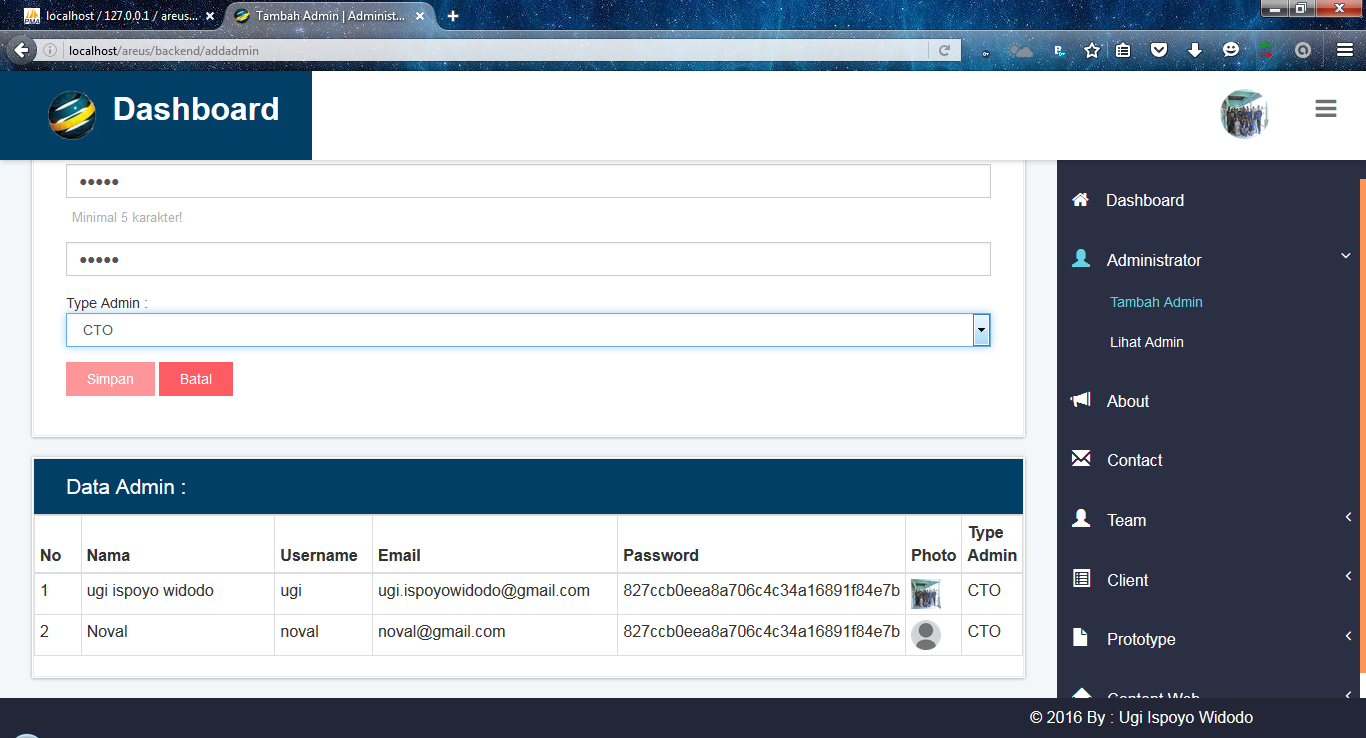 localhost / 127.0.0.1 / areus...
Tambah Admin | Administ...
localhost/areus/backend/addadmin
Dashboard
●●●●●
Minimal 5 karakter!
●●●●●
Type Admin :
CTO
Simpan Batal
Data Admin :
No Nama Username Email Password Photo Type Admin
1 ugi ispoyo widodo ugi ugi.ispoyowidodo@gmail.com 827ccb0eea8a706c4c34a16891f84e7b CTO
2 Noval noval noval@gmail.com 827ccb0eea8a706c4c34a16891f84e7b CTO
Dashboard
Administrator
Tambah Admin
Lihat Admin
About
Contact
Team
Client
Prototype
Content Web
© 2016 By : Ugi Ispoyo Widodo